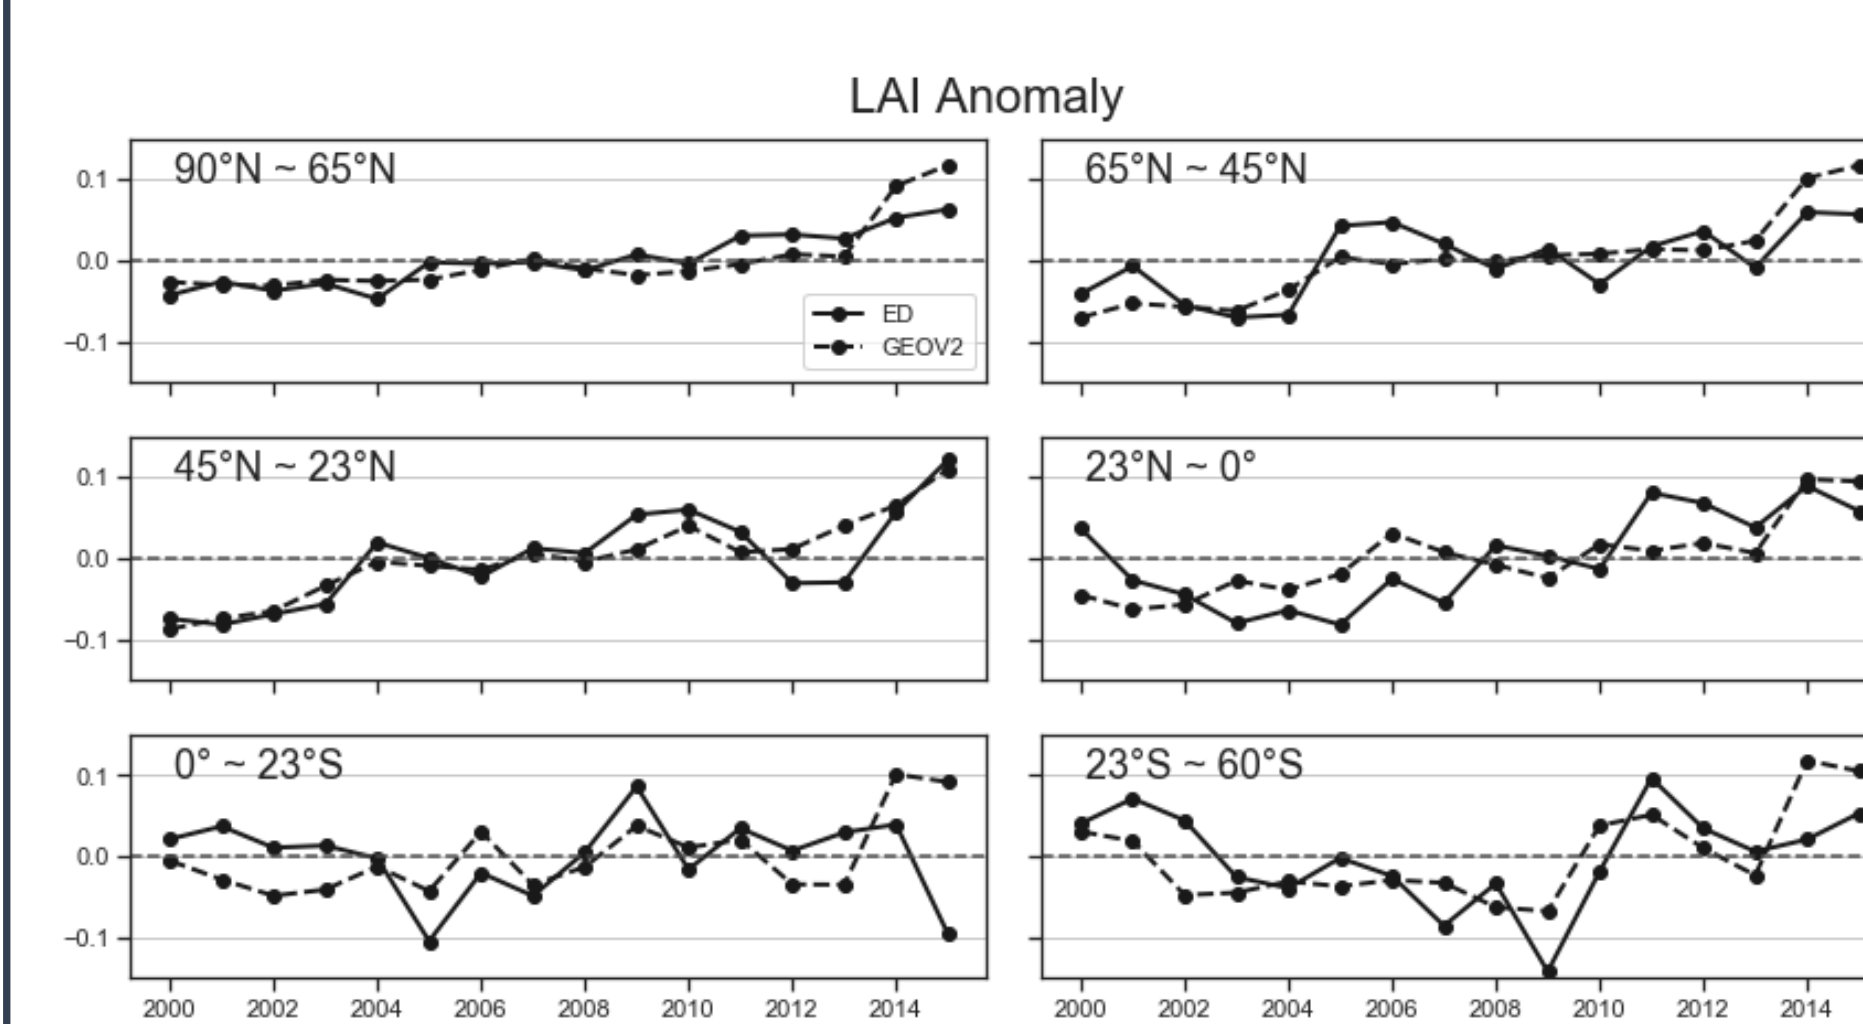 LAI Anomaly
90°N ~ 65°N
65°N ~ 45°N
0.1
0.0
−0.1
ED
GEOV2
45°N ~ 23°N
23°N ~ 0°
0.1
0.0
−0.1
0° ~ 23°S
23°S ~ 60°S
0.1
0.0
−0.1
2000 2002 2004 2006 2008 2010 2012 2014
2000 2002 2004 2006 2008 2010 2012 2014